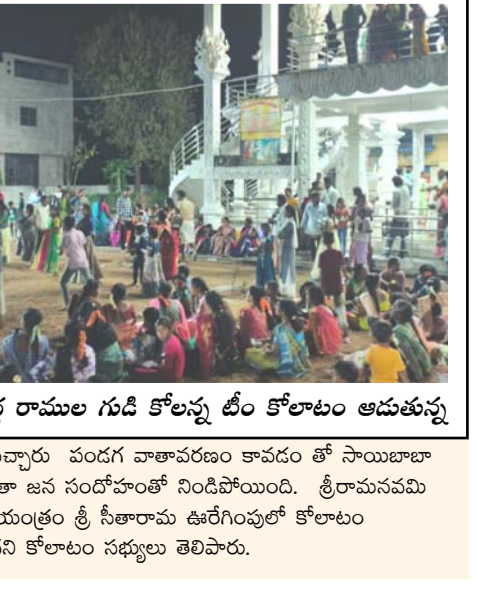 రాముల గుడి కోలన్న టీం కోలాటం ఆడుతున్న
పండగ వాతావరణం కావడం తో సాయిబాబా
జన సందోహంతో నిండిపోయింది. శ్రీరామనవమి
శ్రీ సీతారామ ఊరేగింపులో కోలాటం
కోలాటం సభ్యులు తెలిపారు.